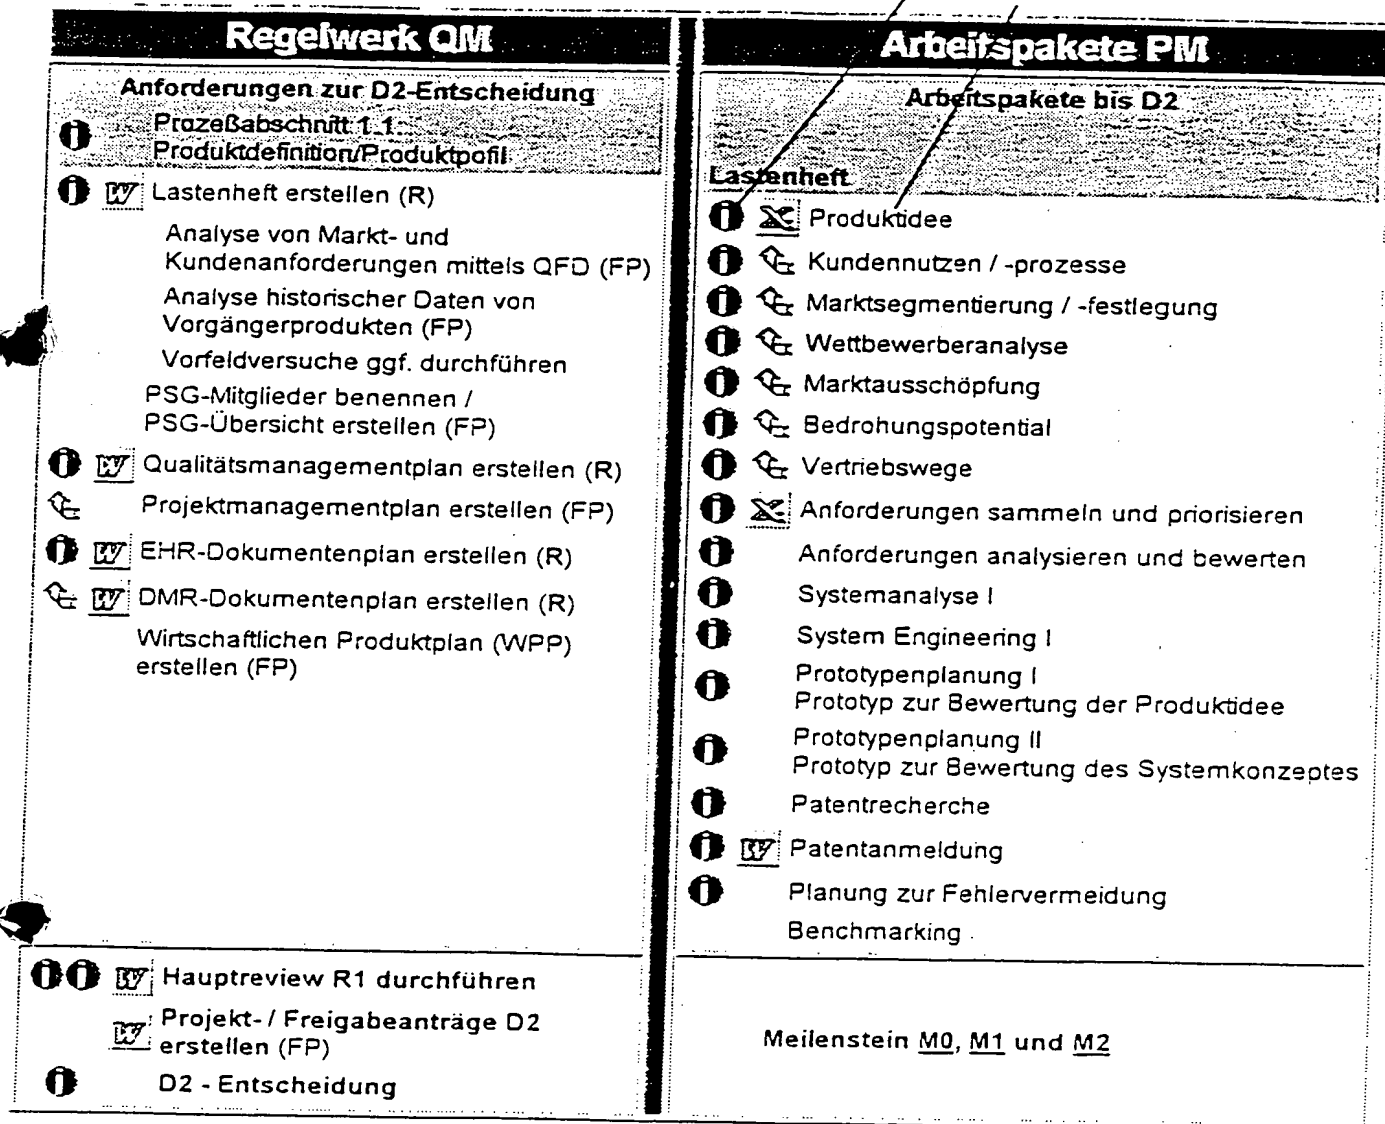 Regelwerk QM
Anforderungen zur D2-Entscheidung
Prozeßabschnitt 1.1:
Produktdefinition/Produktpofil
Lastenheft erstellen (R)
Analyse von Markt- und
Kundenanforderungen mittels QFD (FP)
Analyse historischer Daten von
Vorgängerprodukten (FP)
Vorfeldversuche ggf. durchführen
PSG-Mitglieder benennen /
PSG-Übersicht erstellen (FP)
Qualitätsmanagementplan erstellen (R)
Projektmanagementplan erstellen (FP)
EHR-Dokumentenplan erstellen (R)
DMR-Dokumentenplan erstellen (R)
Wirtschaftlichen Produktplan (WPP)
erstellen (FP)
Hauptreview R1 durchführen
Projekt- / Freigabeanträge D2
erstellen (FP)
D2 - Entscheidung
Arbeitspakete PM
Arbeitspakete bis D2
Lastenheft
Produktidee
Kundennutzen / -prozesse
Marktsegmentierung / -festlegung
Wettbewerberanalyse
Marktausschöpfung
Bedrohungspotential
Vertriebswege
Anforderungen sammeln und priorisieren
Anforderungen analysieren und bewerten
Systemanalyse I
System Engineering I
Prototypenplanung I
Prototyp zur Bewertung der Produktidee
Prototypenplanung II
Prototyp zur Bewertung des Systemkonzeptes
Patentrecherche
Patentanmeldung
Planung zur Fehlervermeidung
Benchmarking
Meilenstein M0, M1 und M2